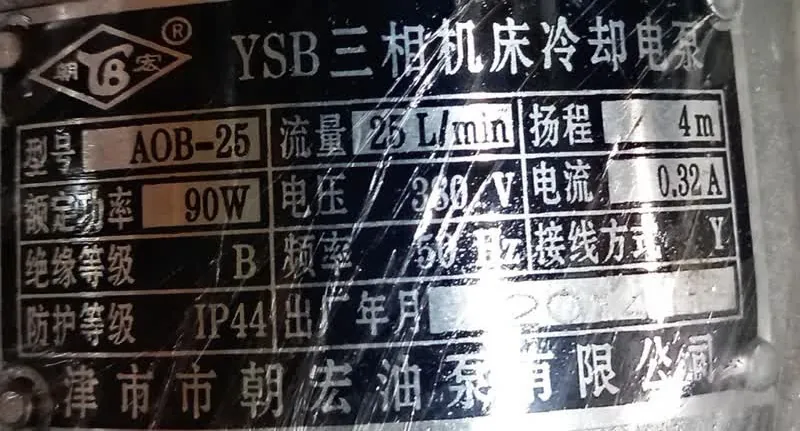 朝 YB 宏 ® YSB三相机床冷却电泵
型号 AOB-25 流量 25 L/min 扬程 4m
额定功率 90W 电压 380 V 电流 0.32A
绝缘等级 B 频率 50 Hz 接线方式 Y
防护等级 IP44 出厂年月
津市市朝宏油泵有限公司